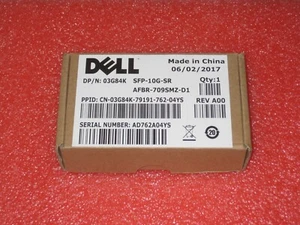 DELL
Made in China
06/02/2017
DP/N: 03G84K SFP-10G-SR Qty:1
AFBR-709SMZ-D1
PPID: CN-03G84K-79191-762-04YS REV A00
SERIAL NUMBER: AD762A04YS
20